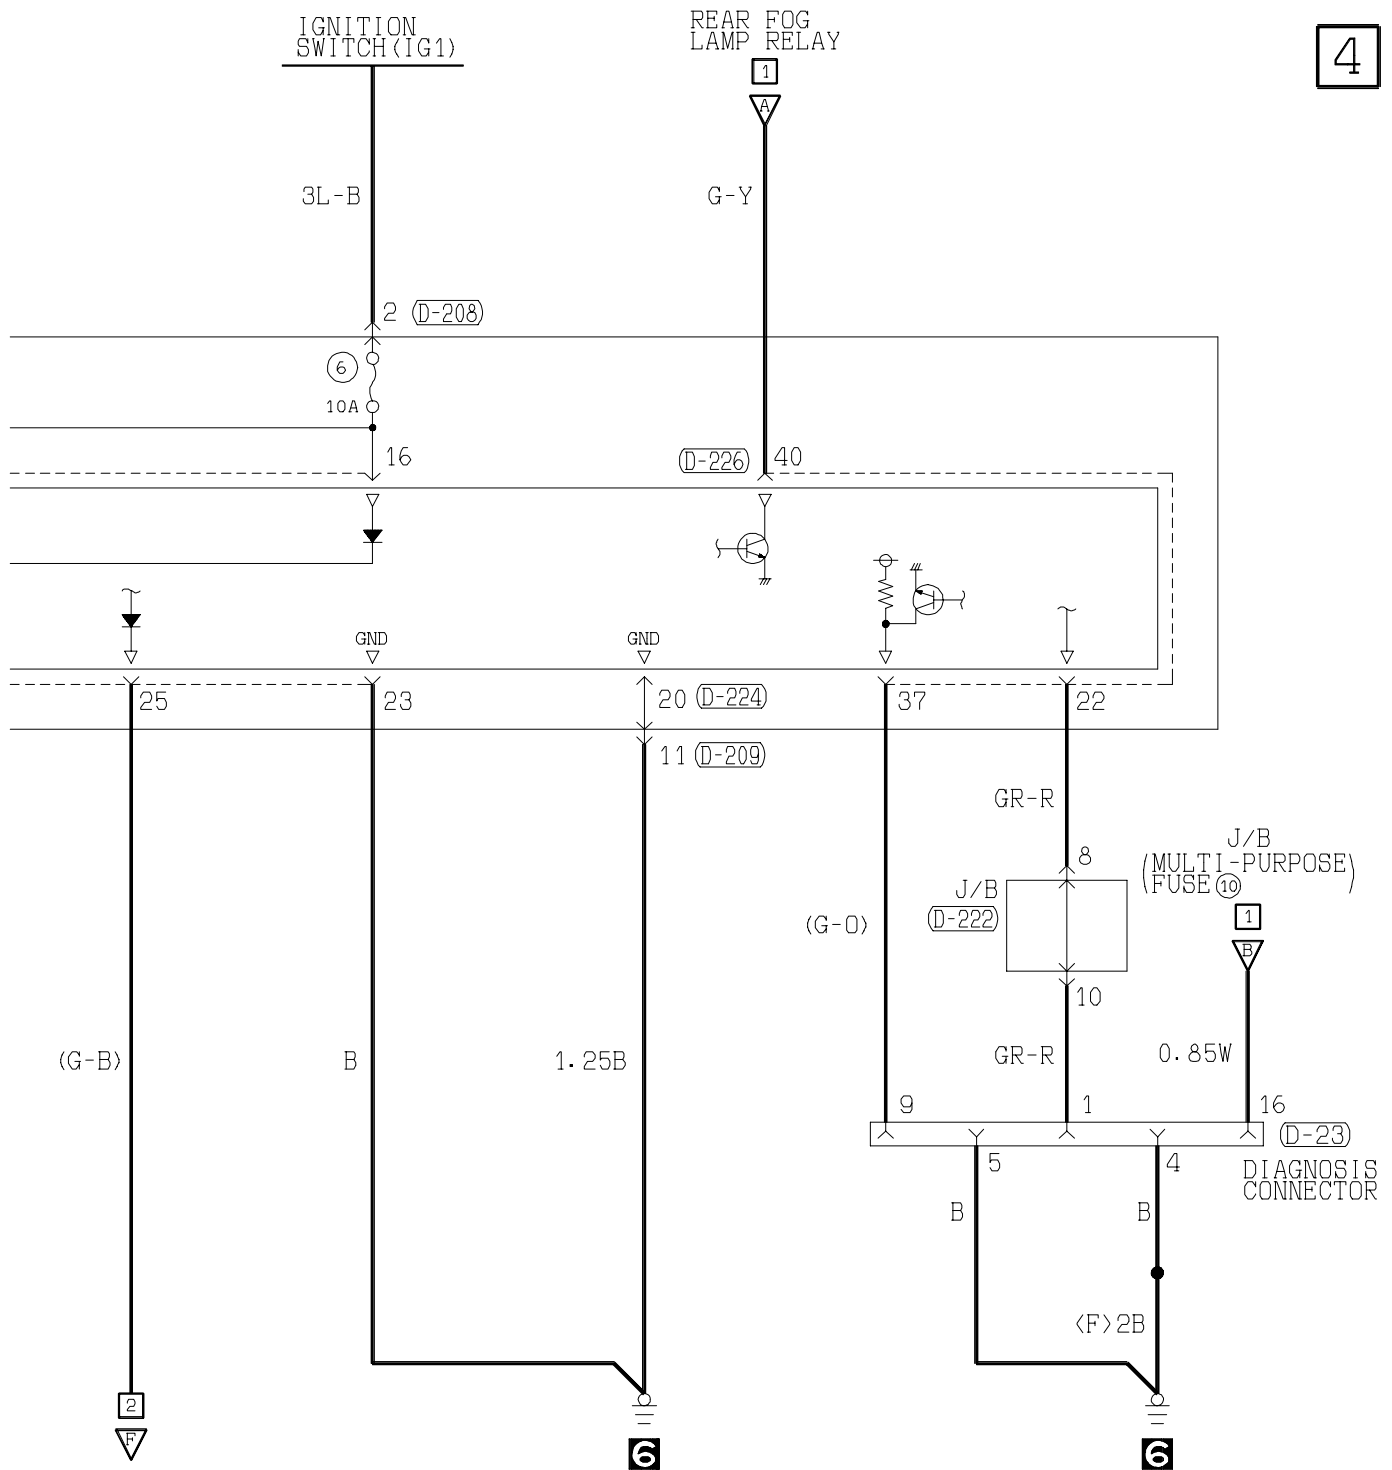 IGNITION
SWITCH(IG1)
REAR FOG
LAMP RELAY
1
A
4
3L-B
G-Y
2 (D-208)
6
10A
16
(D-226) 40
GND
GND
25
23
20 (D-224)
37
22
11 (D-209)
GR-R
8
J/B
(MULTI-PURPOSE)
(FUSE 10)
J/B
(D-222)
1
B
(G-O)
10
(G-B)
B
1.25B
GR-R
0.85W
9
1
16
(D-23)
5
4
DIAGNOSIS
CONNECTOR
B
B
<F>2B
2
F
6
6